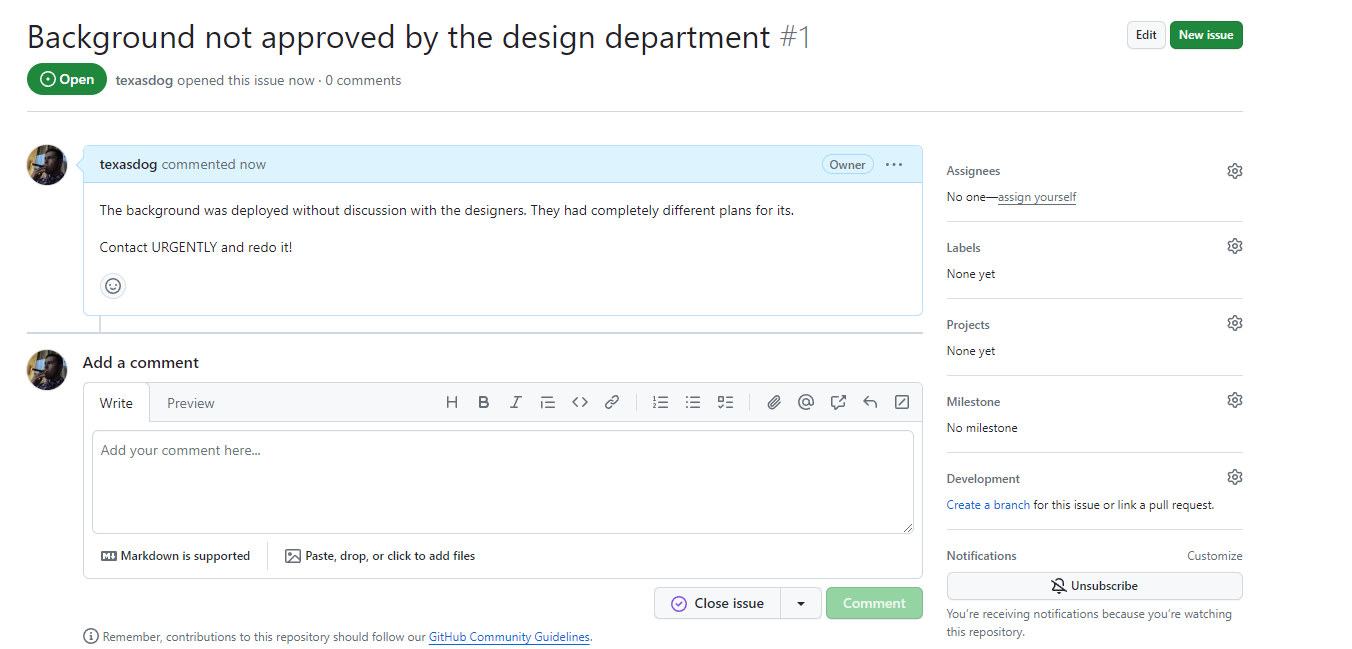 Background not approved by the design department #1
Edit
New issue
Open
texasdog opened this issue now · 0 comments
texasdog commented now
Owner
The background was deployed without discussion with the designers. They had completely different plans for its.
Contact URGENTLY and redo it!
Assignees
No one—assign yourself
Labels
None yet
Projects
None yet
Milestone
No milestone
Development
Create a branch for this issue or link a pull request.
Notifications
Customize
Unsubscribe
You're receiving notifications because you're watching
this repository.
Add a comment
Write
Preview
Add your comment here...
Markdown is supported
Paste, drop, or click to add files
Close issue
Comment
Remember, contributions to this repository should follow our GitHub Community Guidelines.